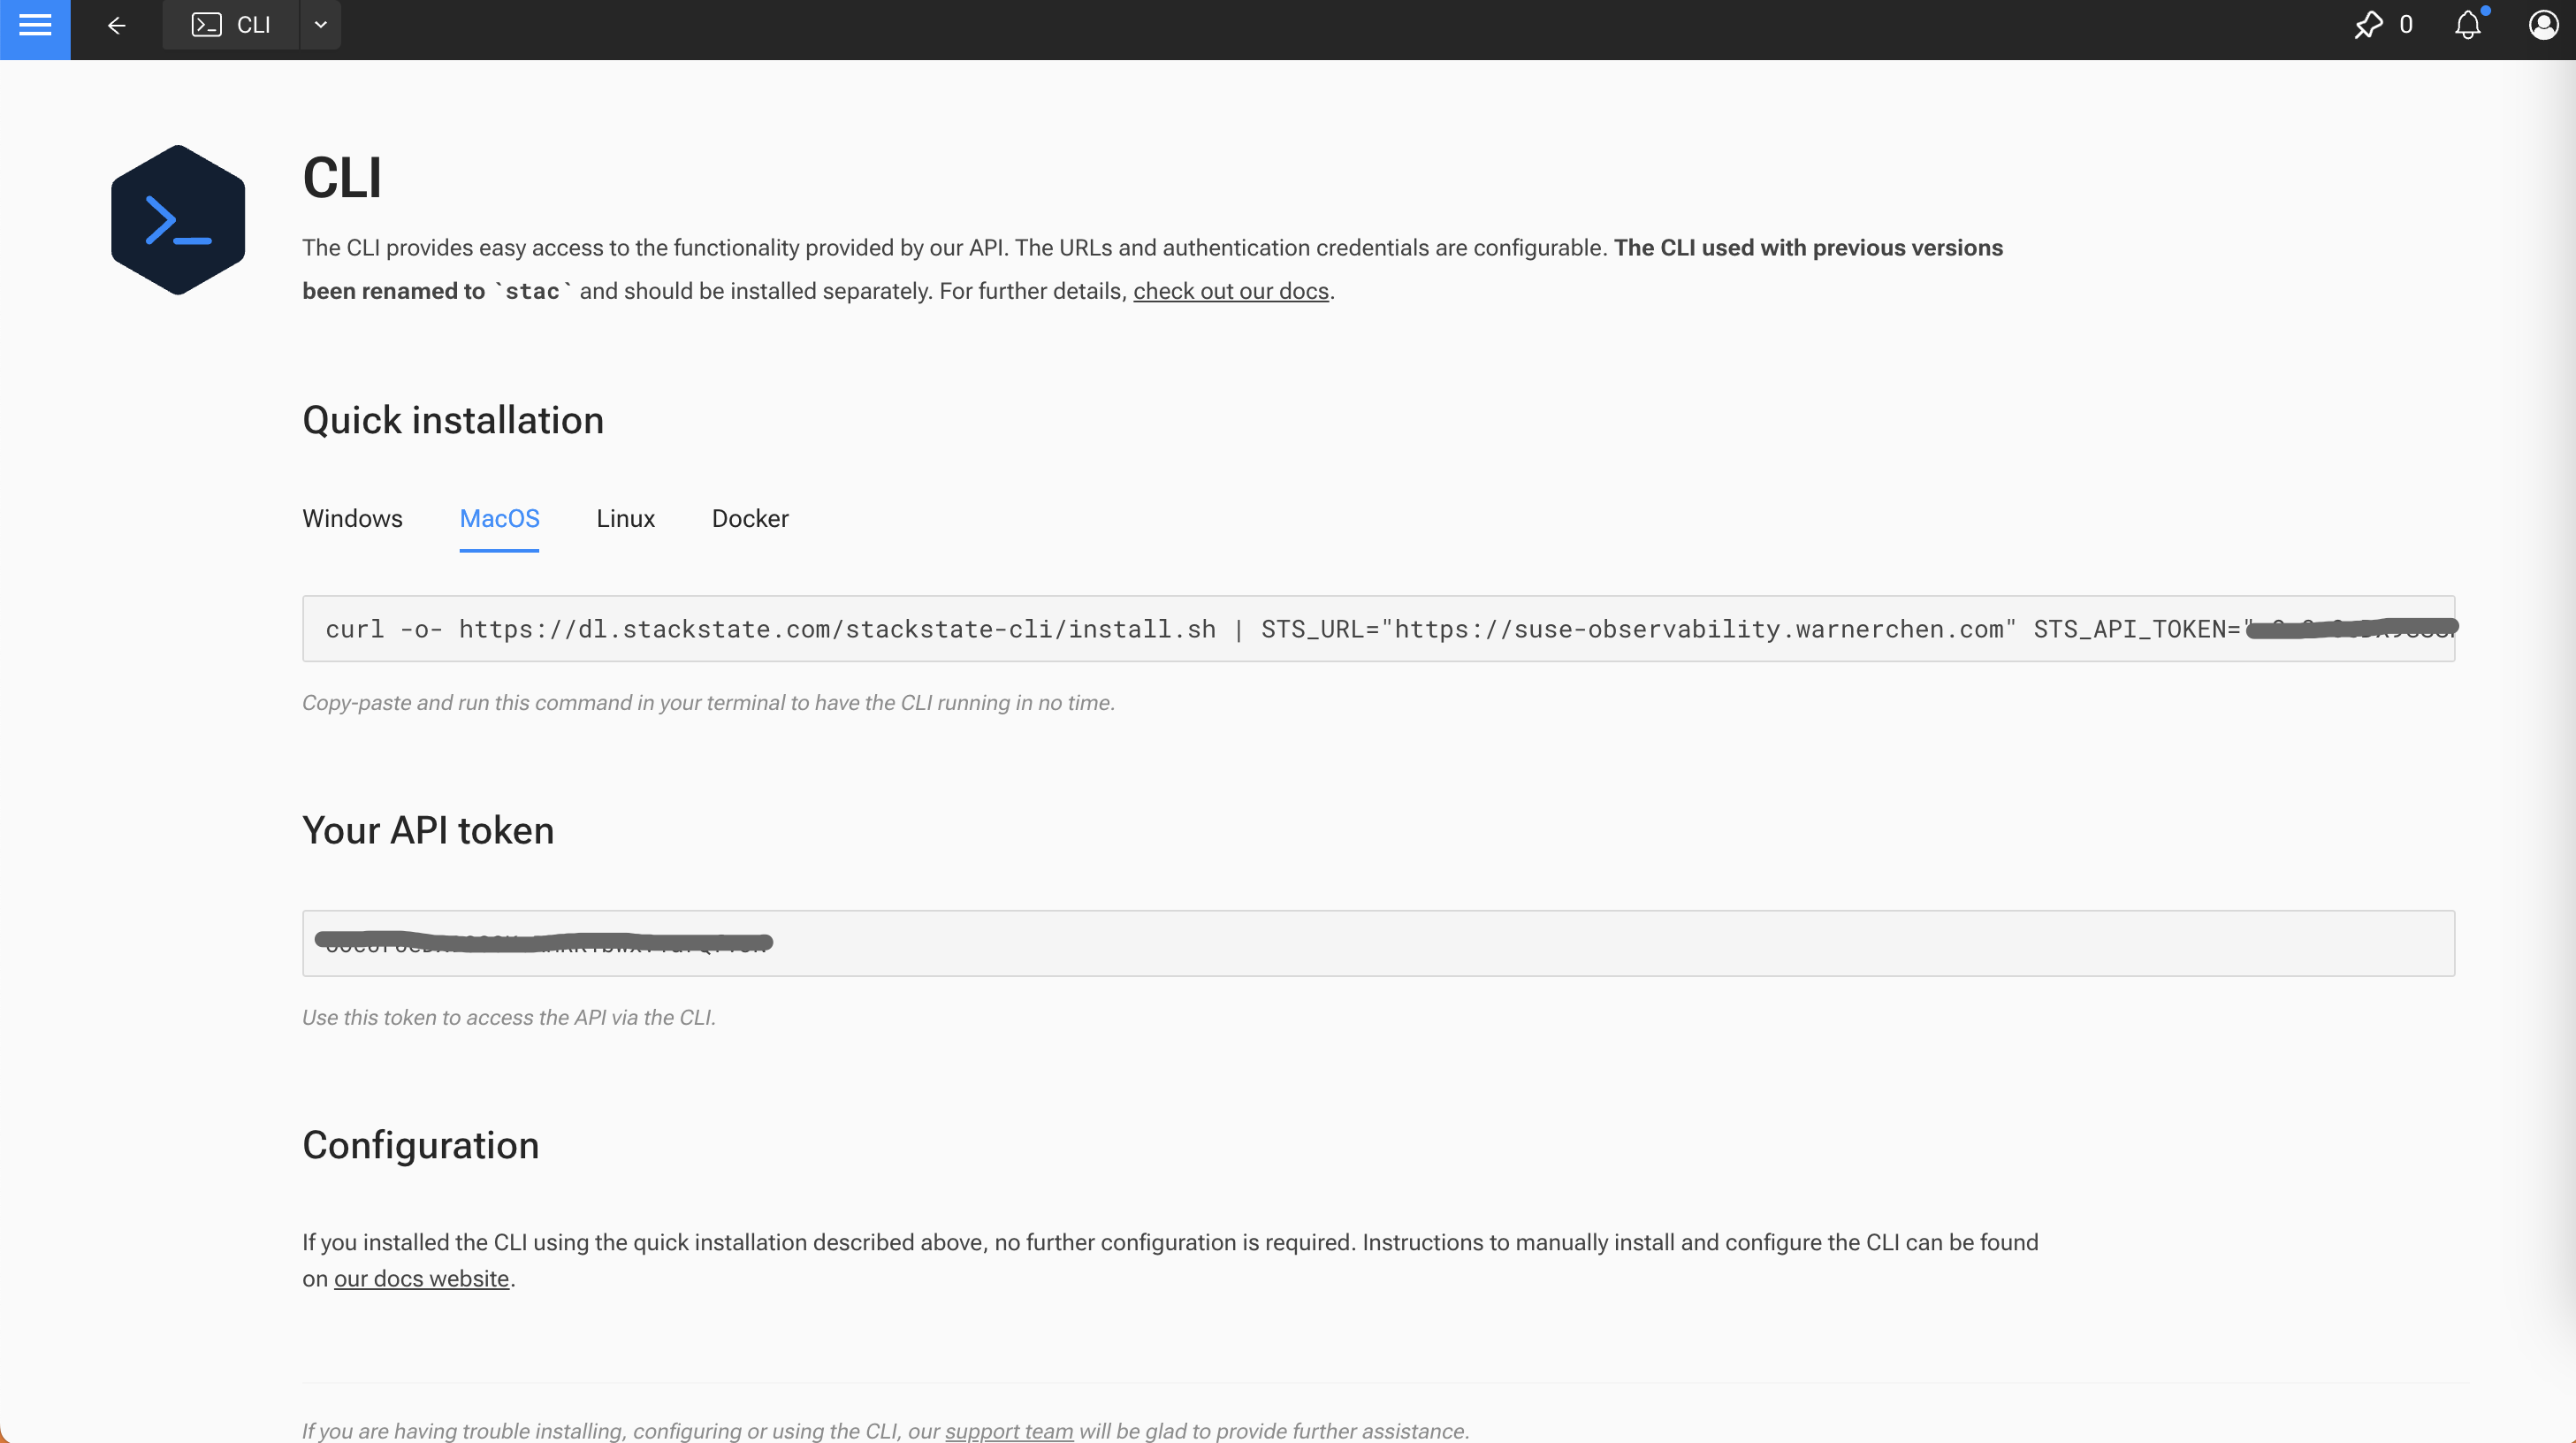 CLI
0
CLI
The CLI provides easy access to the functionality provided by our API. The URLs and authentication credentials are configurable. The CLI used with previous versions
been renamed to `stac` and should be installed separately. For further details, check out our docs.
Quick installation
Windows MacOS Linux Docker
curl -o- https://dl.stackstate.com/stackstate-cli/install.sh | STS_URL="https://suse-observability.warnerchen.com" STS_API_TOKEN="
Copy-paste and run this command in your terminal to have the CLI running in no time.
Your API token
Use this token to access the API via the CLI.
Configuration
If you installed the CLI using the quick installation described above, no further configuration is required. Instructions to manually install and configure the CLI can be found
on our docs website.
If you are having trouble installing, configuring or using the CLI, our support team will be glad to provide further assistance.